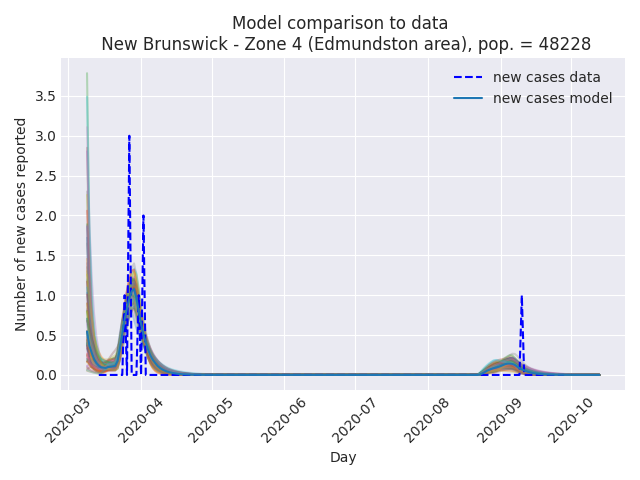 Model comparison to data
New Brunswick - Zone 4 (Edmundston area), pop. = 48228
new cases data
new cases model
Number of new cases reported
3.5
3.0
2.5
2.0
1.5
1.0
0.5
0.0
2020-03
2020-04
2020-05
2020-06
2020-07
2020-08
2020-09
2020-10
Day